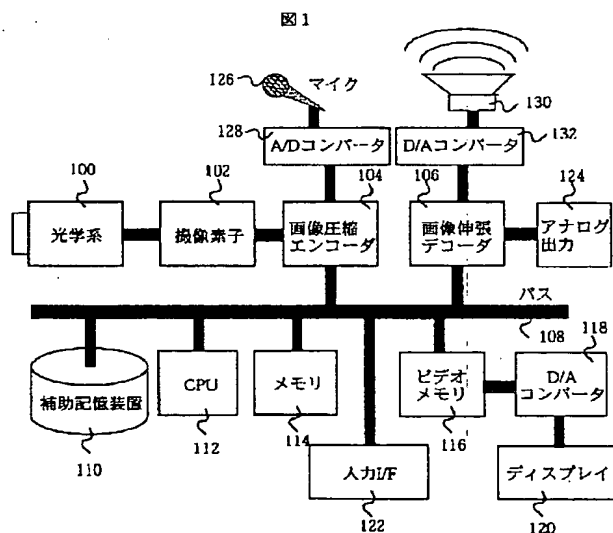 図1
126
マイク
130
128
A/Dコンバータ
D/Aコンバータ
132
100
102
104
106
124
光学系
撮像素子
画像圧縮
エンコーダ
画像伸張
デコーダ
アナログ
出力
バス
108
118
補助記憶装置
CPU
メモリ
ビデオ
メモリ
D/A
コンバータ
110
112
114
116
入力I/F
ディスプレイ
122
120